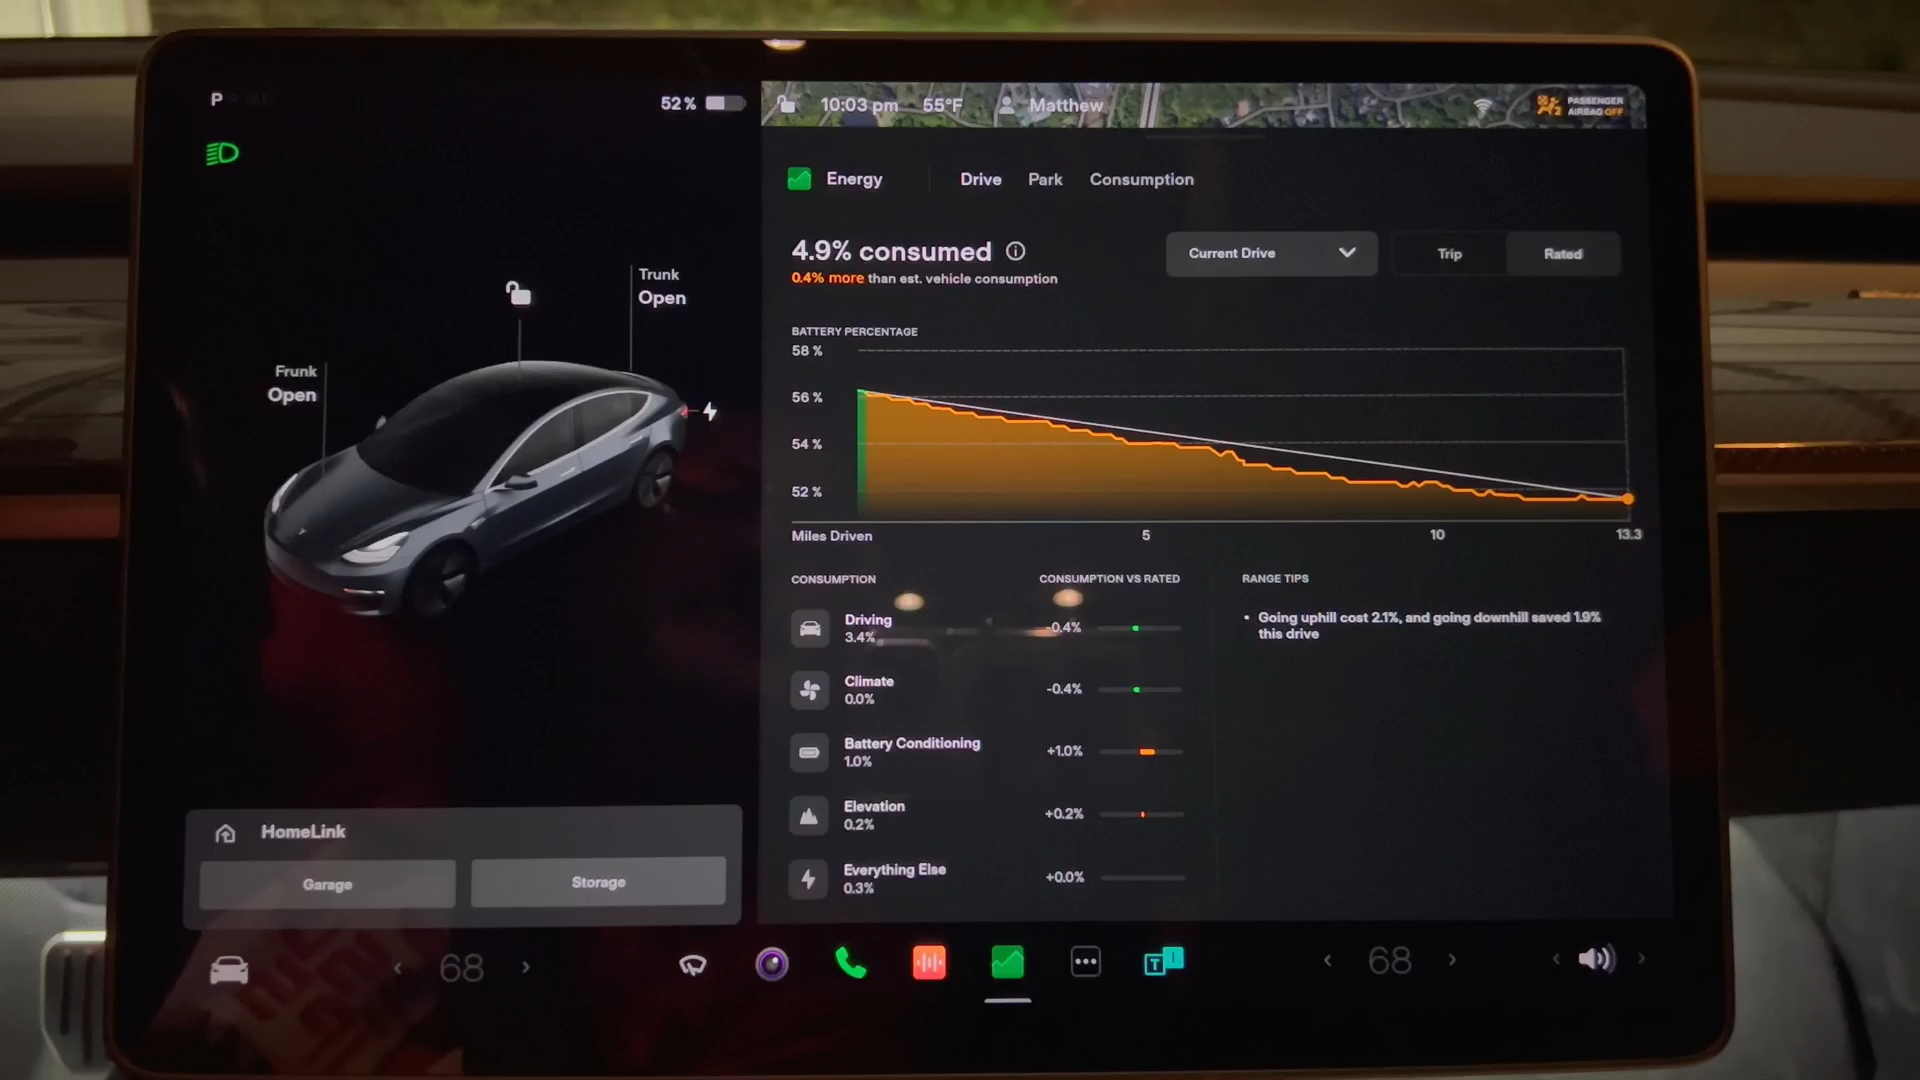 P
52 %
10:03 pm 55°F Matthew
PASSENGER
AIRBAG OFF
Trunk
Open
Frunk
Open
HomeLink
Garage Storage
Energy Drive Park Consumption
4.9% consumed
0.4% more than est. vehicle consumption
Current Drive
Trip Rated
BATTERY PERCENTAGE
58 %
56 %
54 %
52 %
Miles Driven 5 10 13.3
CONSUMPTION CONSUMPTION VS RATED RANGE TIPS
Driving
3.4%
-0.4%
Climate
0.0%
-0.4%
Battery Conditioning
1.0%
+1.0%
Elevation
0.2%
+0.2%
Everything Else
0.3%
+0.0%
• Going uphill cost 2.1%, and going downhill saved 1.9%
this drive
68 T 68